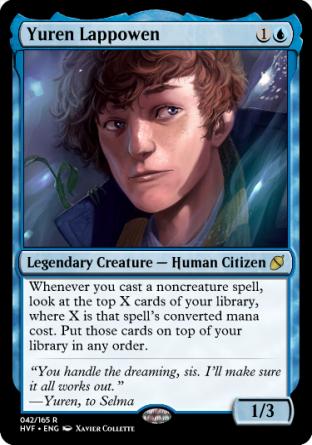 Yuren Lappowen 1
Legendary Creature — Human Citizen
Whenever you cast a noncreature spell,
look at the top X cards of your library,
where X is that spell's converted mana
cost. Put those cards on top of your
library in any order.
“You handle the dreaming, sis. I'll make sure
it all works out.”
—Yuren, to Selma
1/3
042/165 R
HVF • ENG XAVIER COLLETTE